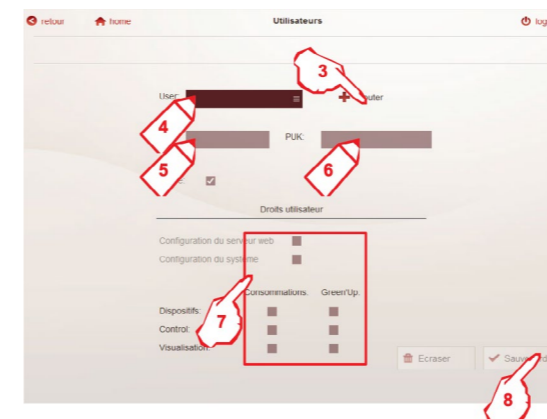 retour home Utilisateurs log
3
User:
4
PUK:
5 6
Droits utilisateur
Configuration du serveur web
Configuration du système
Consommations. Green'Up.
Dispositifs:
Control:
7
Visualisation:
Ecraser
8